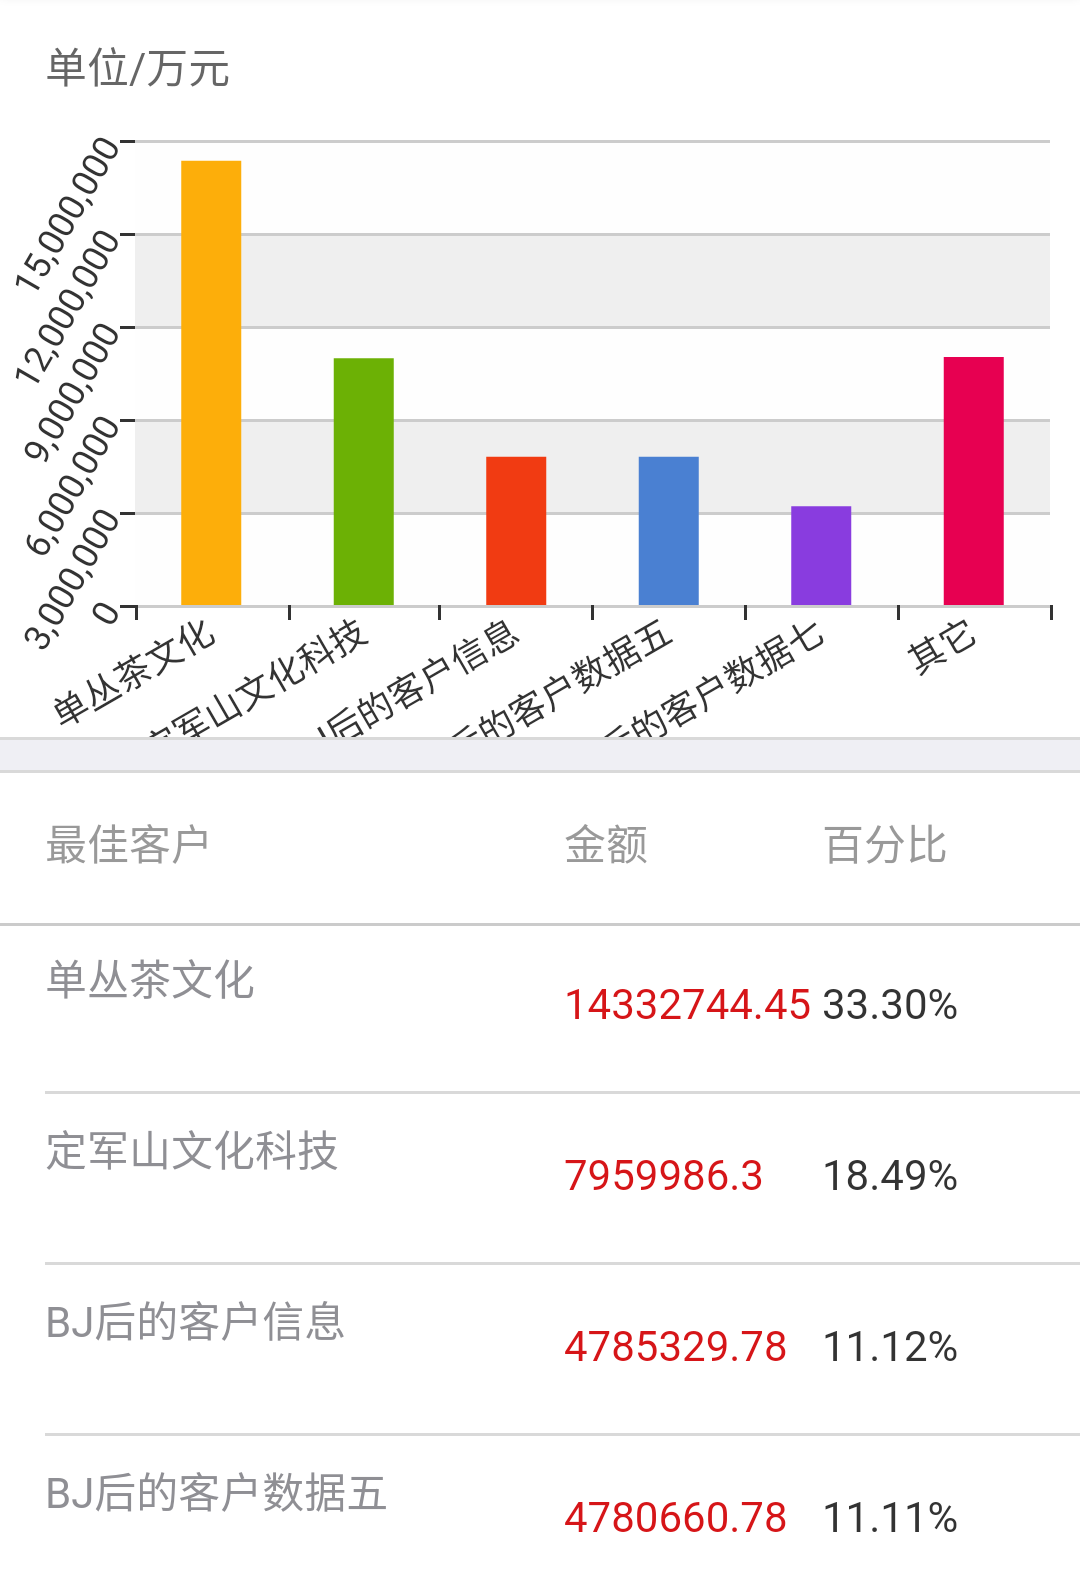 单位/万元
15,000,000
12,000,000
9,000,000
6,000,000
3,000,000
0
单丛茶文化
定军山文化科技
J后的客户信息
后的客户数据五
后的客户数据七
其它
最佳客户 金额 百分比
单丛茶文化 14332744.45 33.30%
定军山文化科技 7959986.3 18.49%
BJ后的客户信息 4785329.78 11.12%
BJ后的客户数据五 4780660.78 11.11%